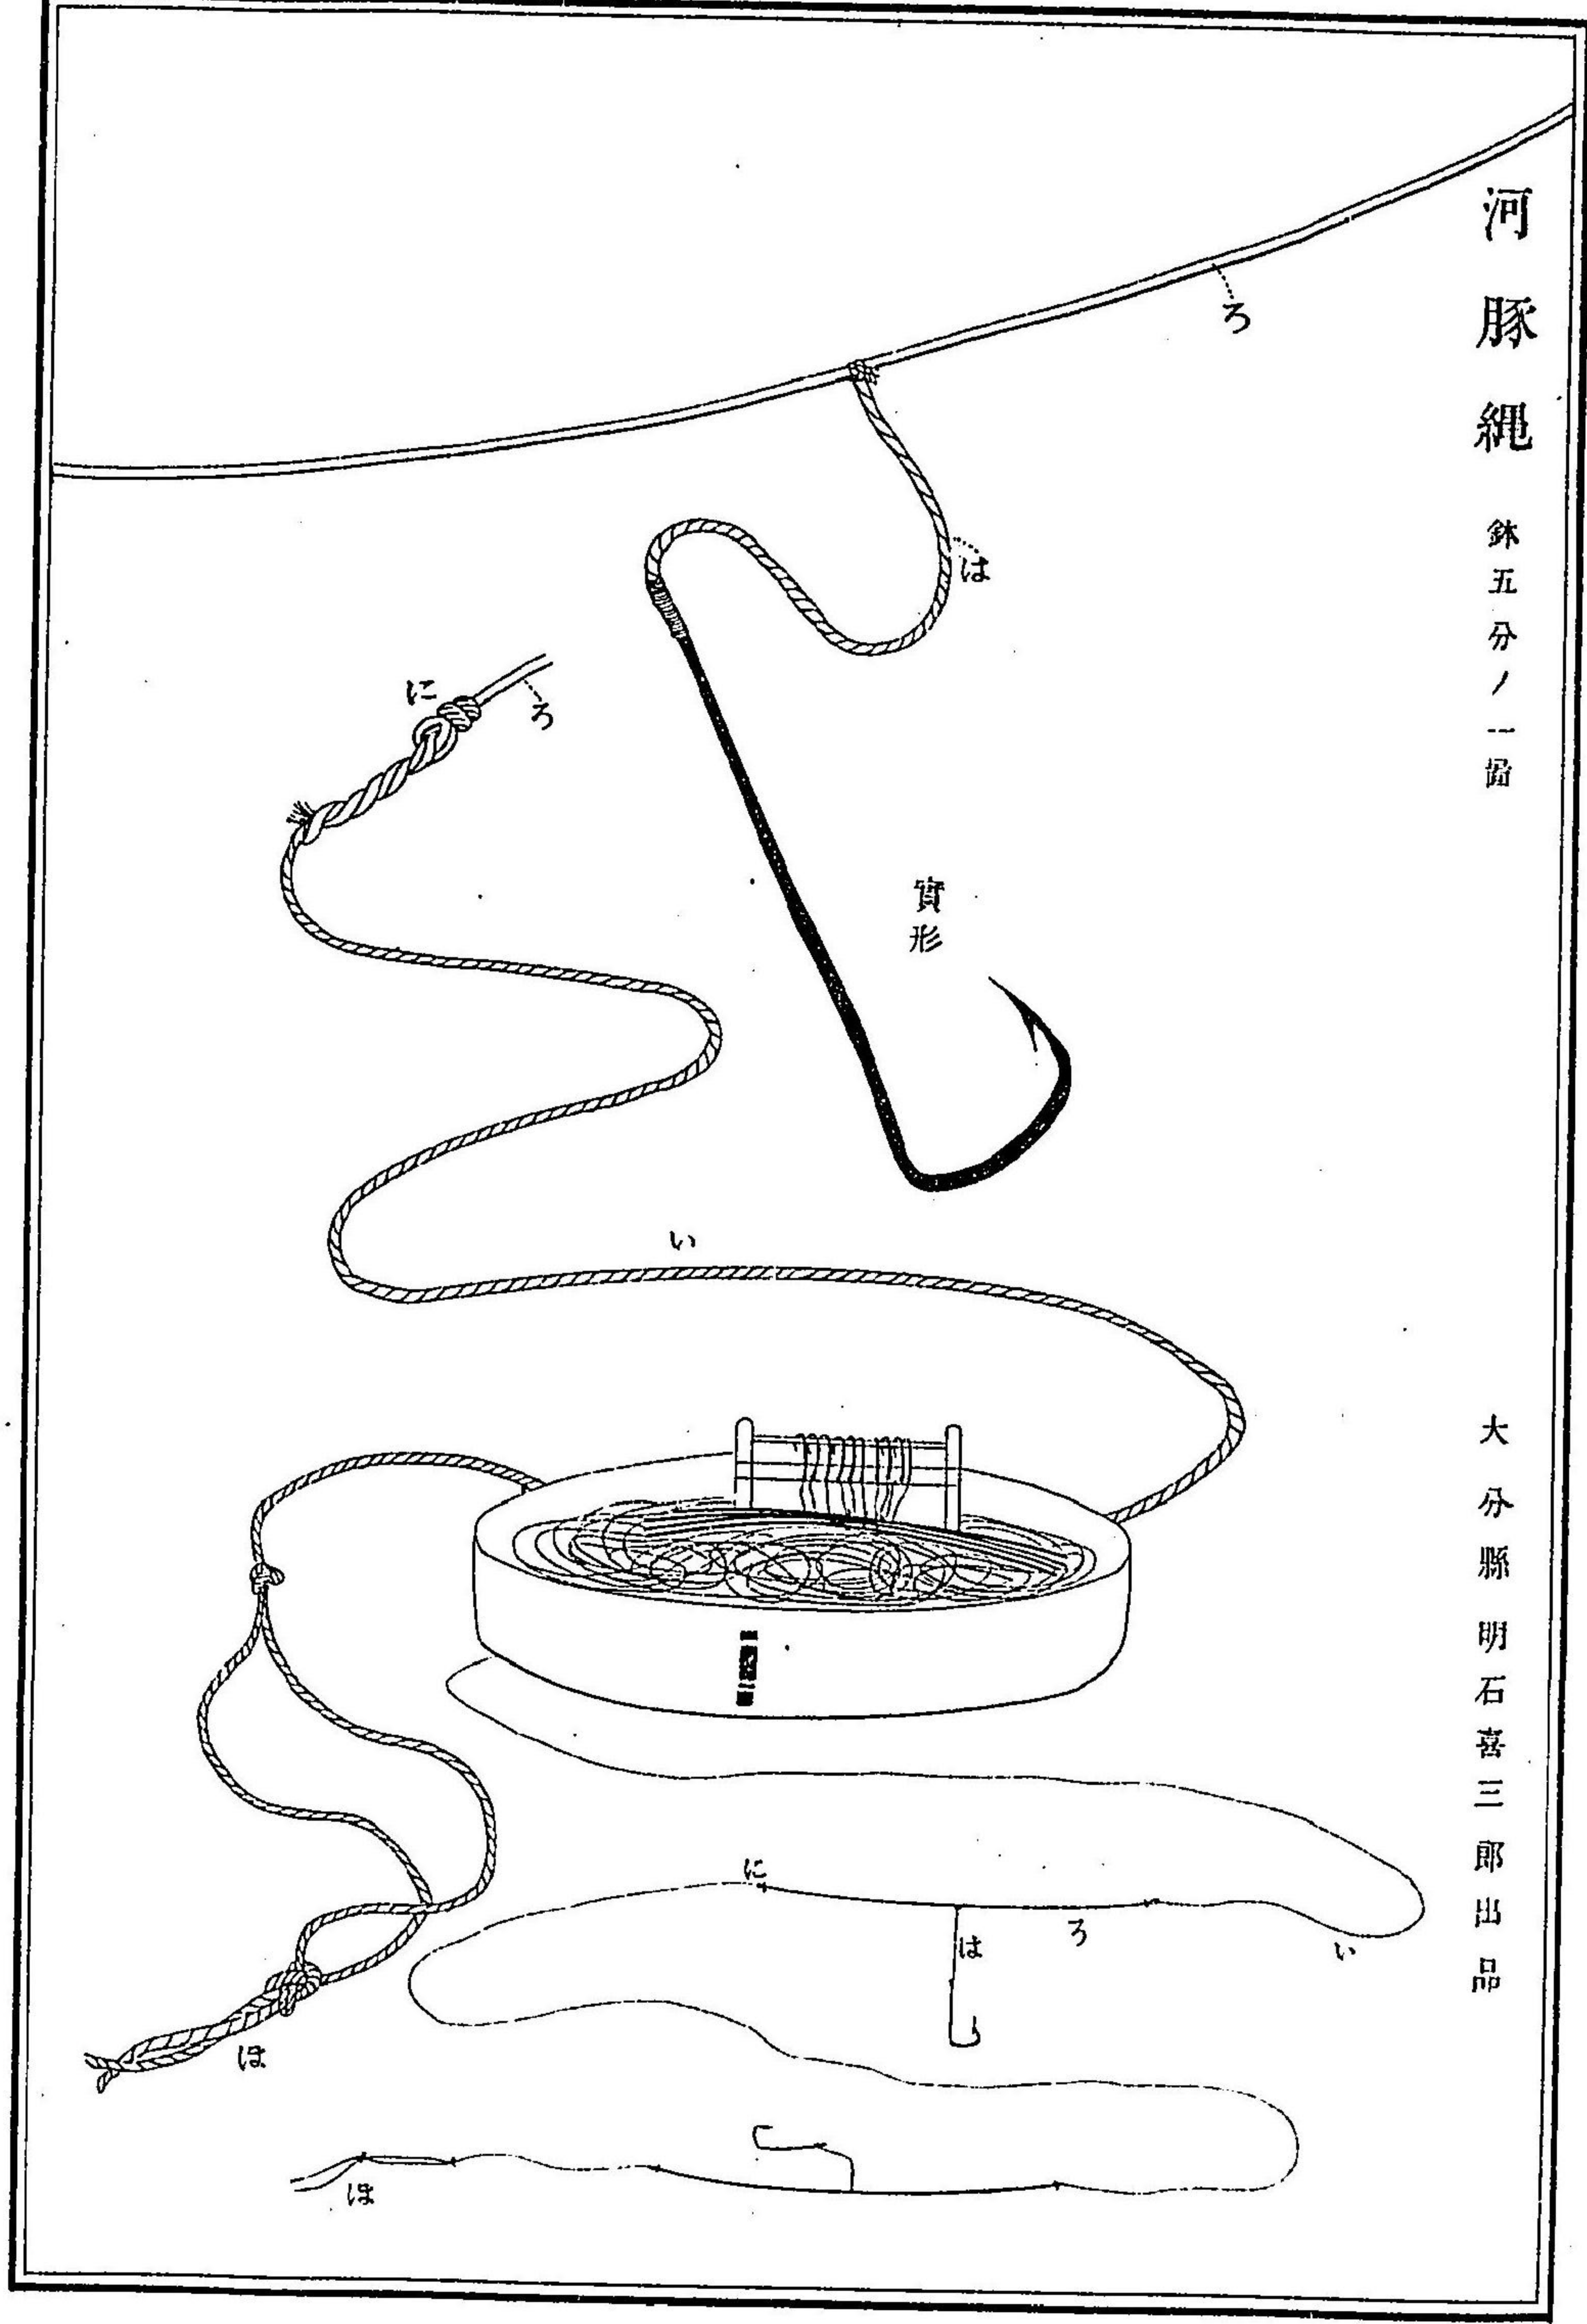 河豚縄 鉢五分ノ一圖
大分縣明石喜三郎出品
ろ
は
に
ろ
實形
い
に
は
ろ
い
ほ
ほ